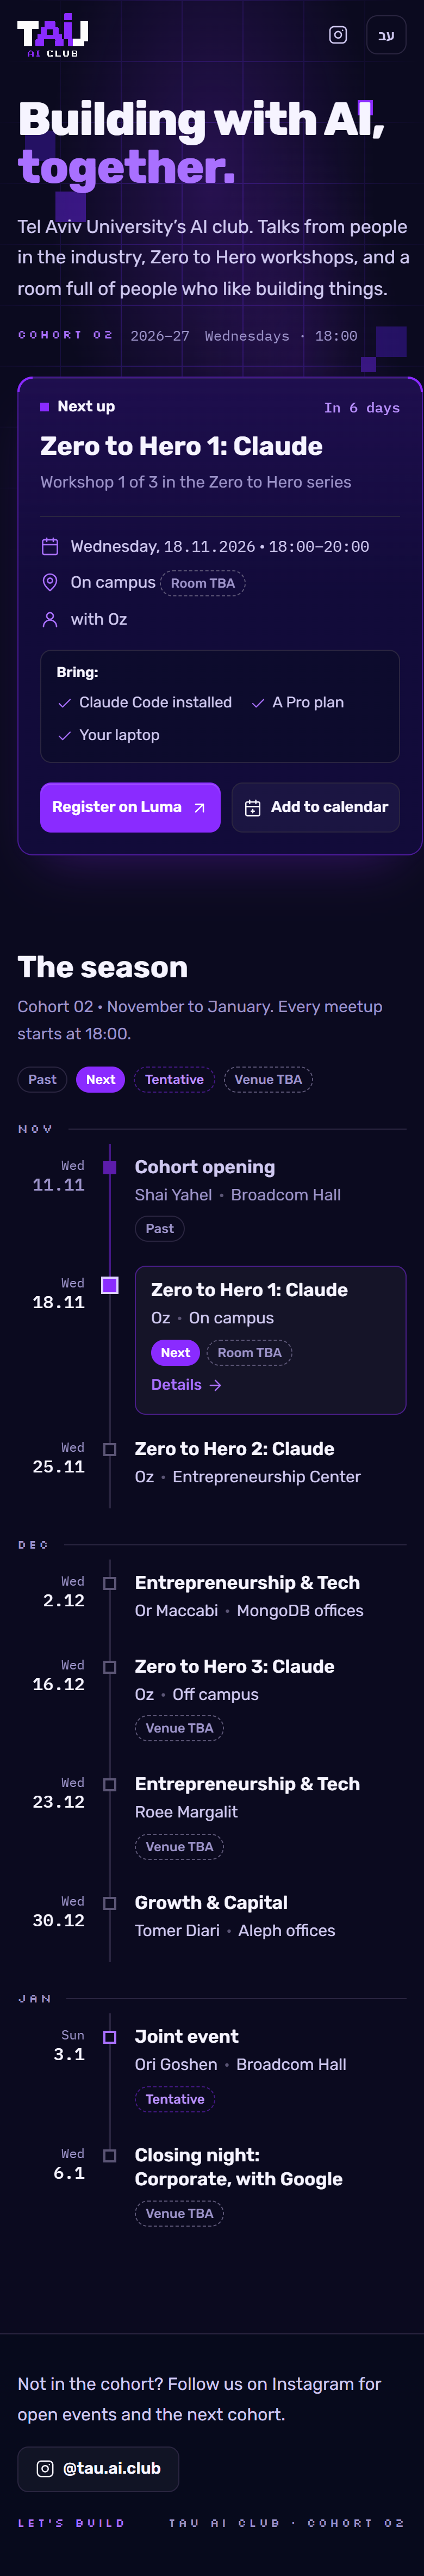 TAU
AI CLUB
עב
Building with AI,
together.
Tel Aviv University’s AI club. Talks from people
in the industry, Zero to Hero workshops, and a
room full of people who like building things.
COHORT 02 2026–27 Wednesdays · 18:00
Next up In 6 days
Zero to Hero 1: Claude
Workshop 1 of 3 in the Zero to Hero series
Wednesday, 18.11.2026 • 18:00–20:00
On campus Room TBA
with Oz
Bring:
Claude Code installed A Pro plan
Your laptop
Register on Luma Add to calendar
The season
Cohort 02 • November to January. Every meetup
starts at 18:00.
Past Next Tentative Venue TBA
NOV
Wed
11.11
Cohort opening
Shai Yahel • Broadcom Hall
Past
Wed
18.11
Zero to Hero 1: Claude
Oz • On campus
Next Room TBA
Details →
Wed
25.11
Zero to Hero 2: Claude
Oz • Entrepreneurship Center
DEC
Wed
2.12
Entrepreneurship & Tech
Or Maccabi • MongoDB offices
Wed
16.12
Zero to Hero 3: Claude
Oz • Off campus
Venue TBA
Wed
23.12
Entrepreneurship & Tech
Roee Margalit
Venue TBA
Wed
30.12
Growth & Capital
Tomer Diari • Aleph offices
JAN
Sun
3.1
Joint event
Ori Goshen • Broadcom Hall
Tentative
Wed
6.1
Closing night:
Corporate, with Google
Venue TBA
Not in the cohort? Follow us on Instagram for
open events and the next cohort.
@tau.ai.club
LET'S BUILD TAU AI CLUB · COHORT 02